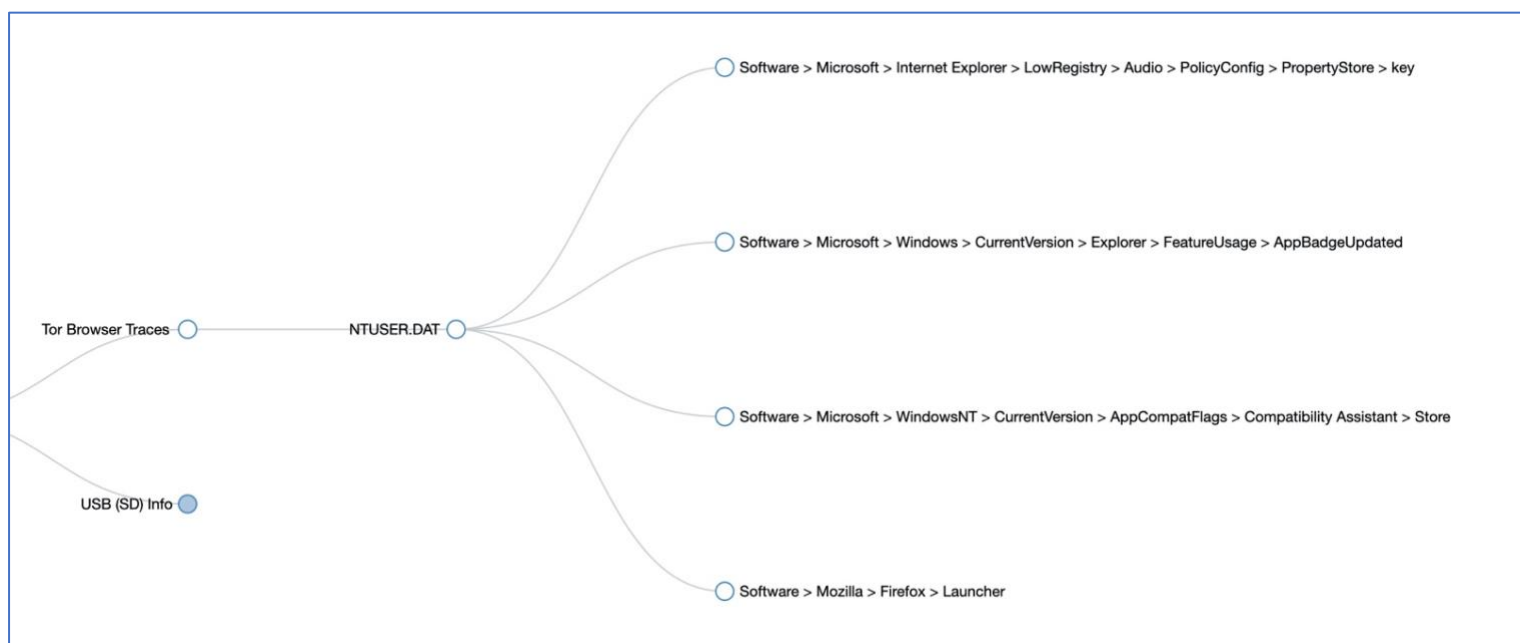 Software > Microsoft > Internet Explorer > LowRegistry > Audio > PolicyConfig > PropertyStore > key
Software > Microsoft > Windows > CurrentVersion > Explorer > FeatureUsage > AppBadgeUpdated
Tor Browser Traces
NTUSER.DAT
Software > Microsoft > WindowsNT > CurrentVersion > AppCompatFlags > Compatibility Assistant > Store
USB (SD) Info
Software > Mozilla > Firefox > Launcher